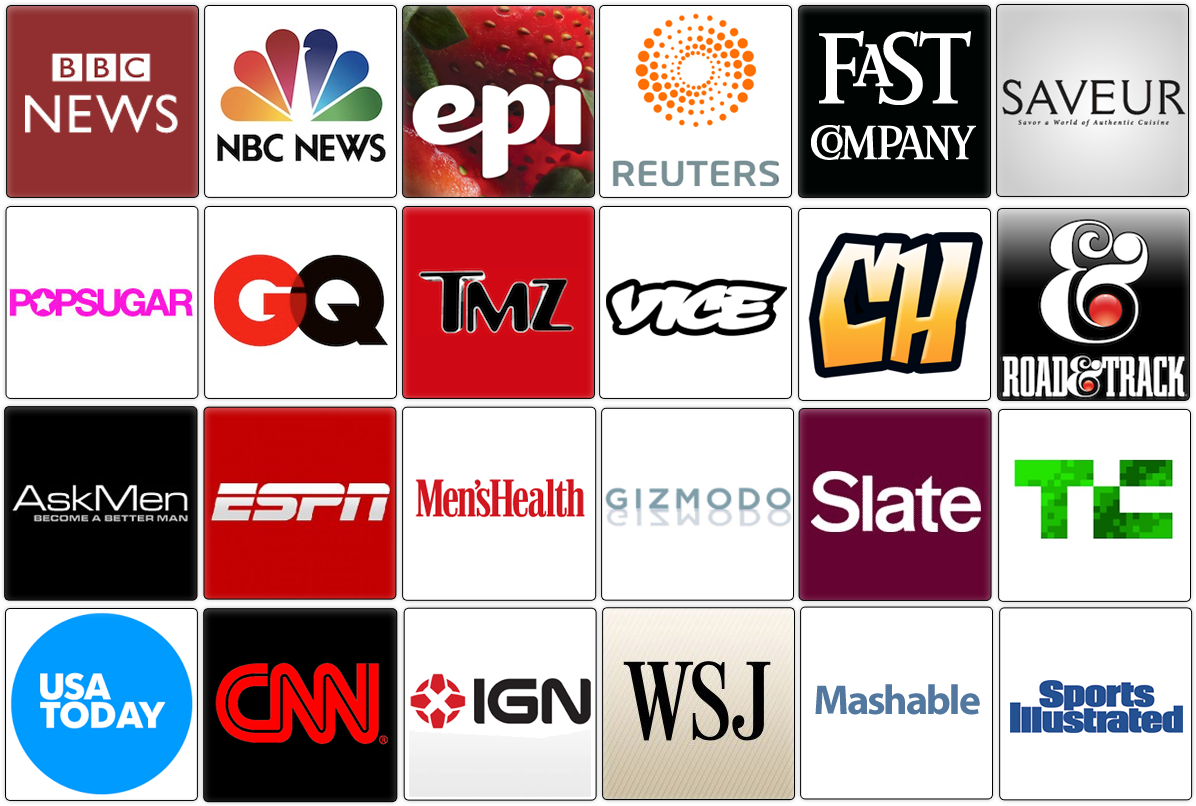 BBC
NEWS
NBC NEWS
epi
REUTERS
FAST
COMPANY
SAVEUR
Savor a World of Authentic Cuisine
POPSUGAR
GQ
TMZ
VICE
CH
&
ROAD&TRACK
AskMen
BECOME A BETTER MAN
ESPN
Men'sHealth
GIZMODO
Slate
TC
USA
TODAY
CNN®
IGN
WSJ
Mashable
Sports
Illustrated